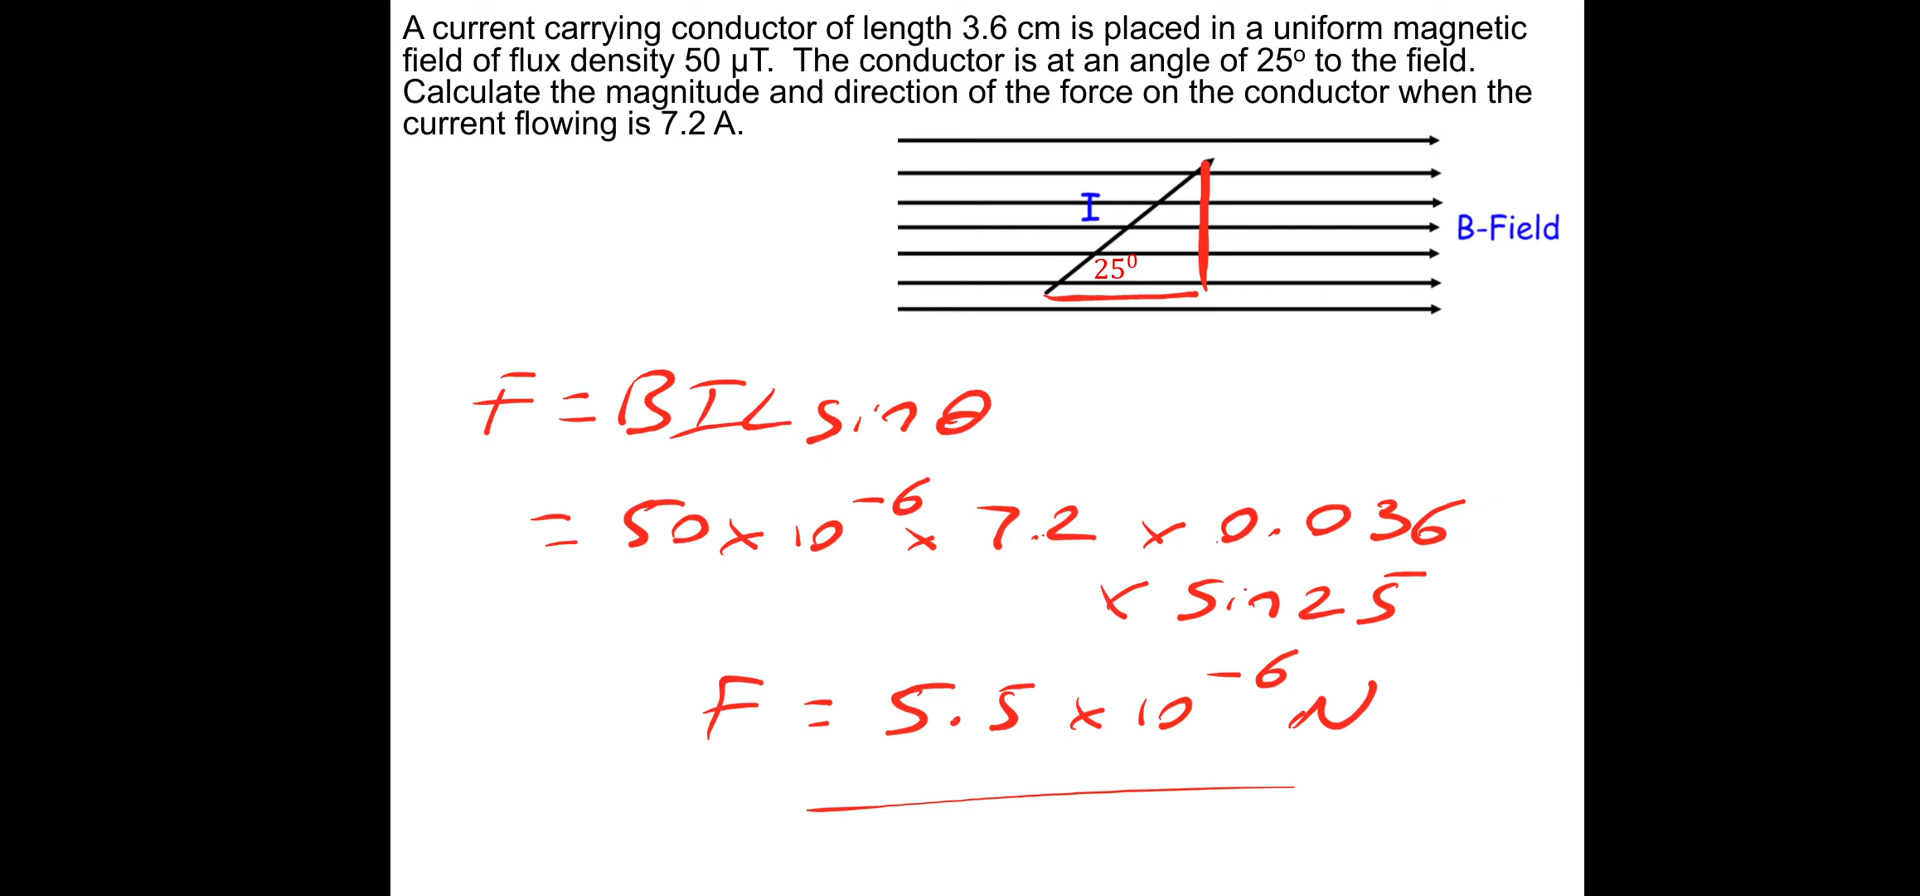 A current carrying conductor of length 3.6 cm is placed in a uniform magnetic
field of flux density 50 μT. The conductor is at an angle of 25º to the field.
Calculate the magnitude and direction of the force on the conductor when the
current flowing is 7.2 A.
I
B-Field
25⁰
F = BIL sin θ
= 50 × 10⁻⁶ × 7.2 × 0.036
× sin 25
F = 5.5 × 10⁻⁶ N